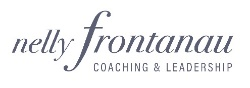 nelly frontanau
COACHING & LEADERSHIP